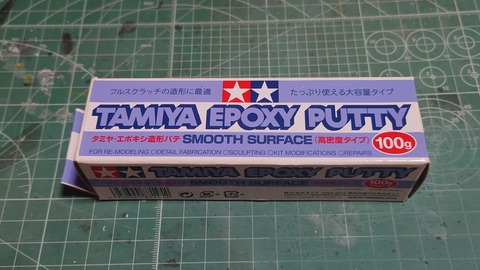 フルスクラッチの造形に最適
たっぷり使える大容量タイプ
TAMIYA EPOXY PUTTY
タミヤ・エポキシ造形パテ SMOOTH SURFACE (高密度タイプ) 100g
FOR RE-MODELING ○DETAIL FABRICATION ○SCULPTING ○KIT MODIFICATIONS ○REPAIRS
TAMIYA EPOXY PUTTY
SMOOTH SURFACE 100g